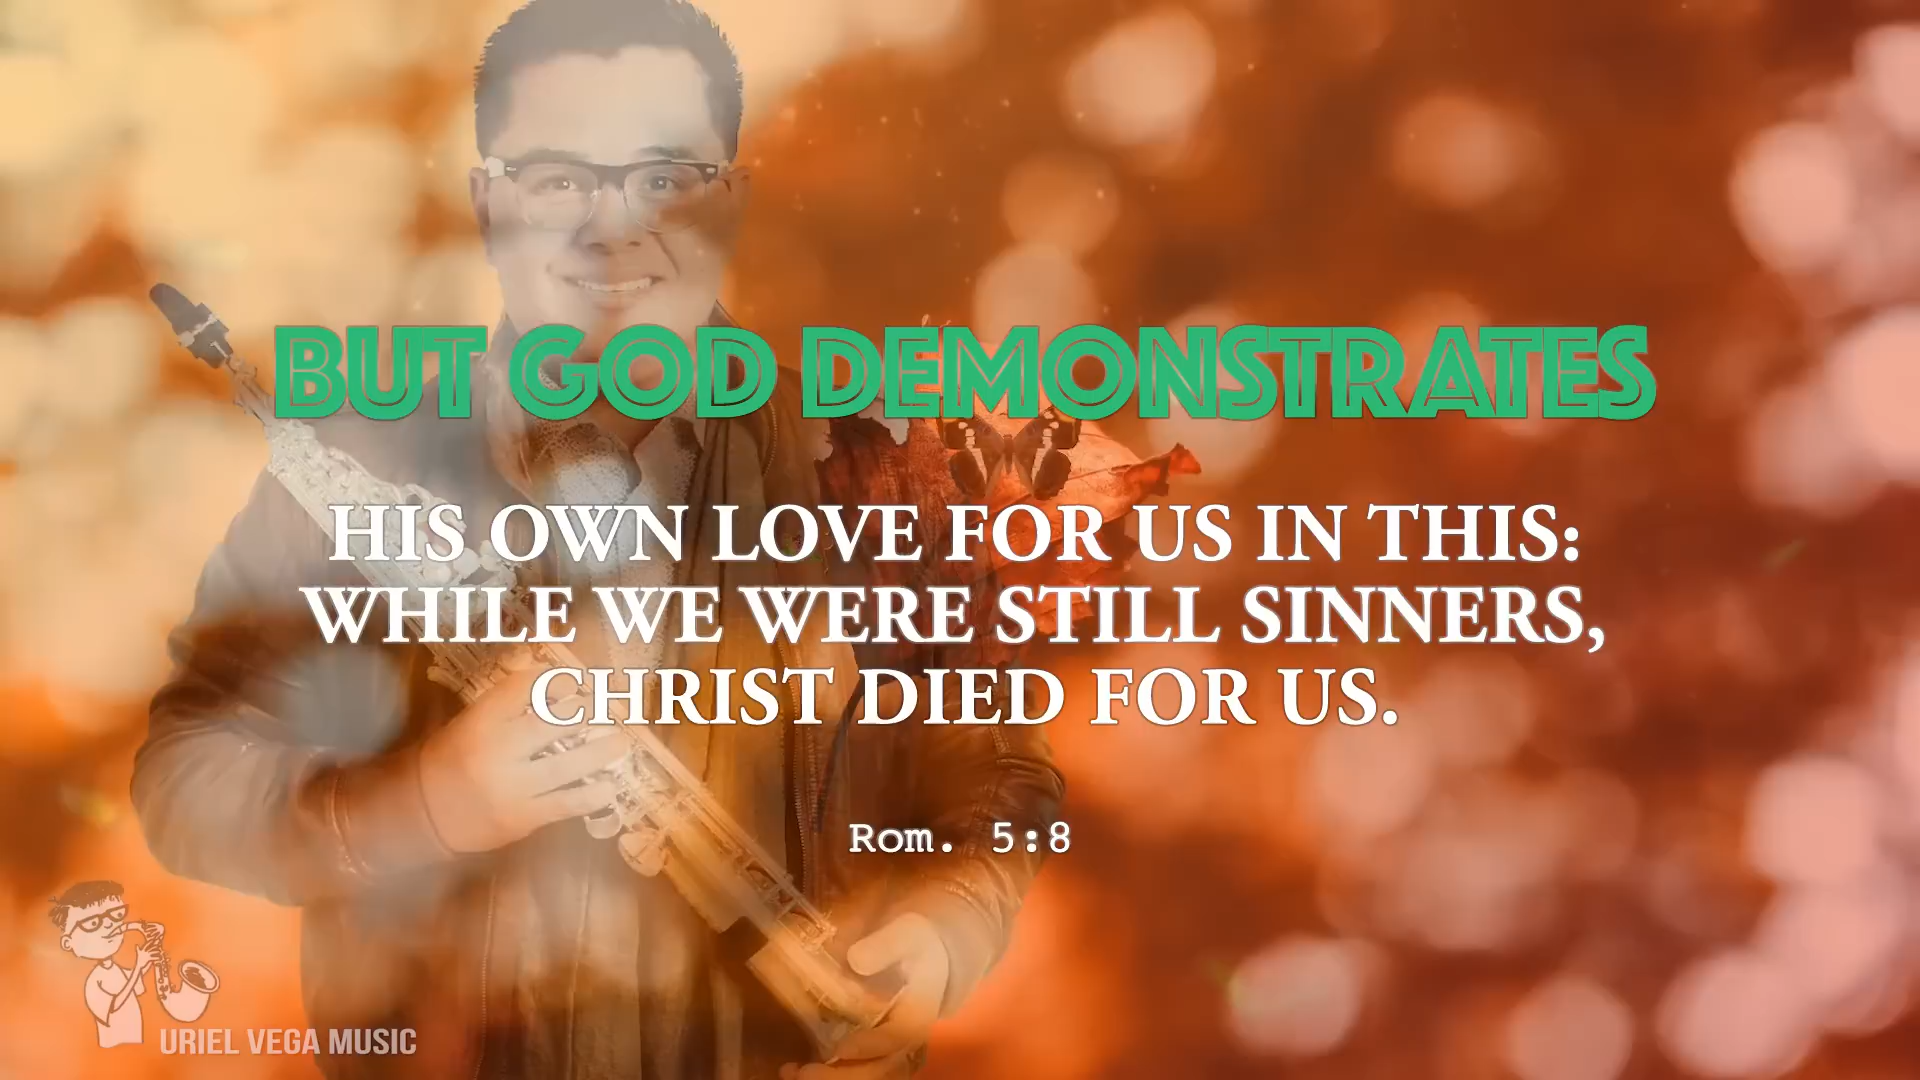 BUT GOD DEMONSTRATES
HIS OWN LOVE FOR US IN THIS:
WHILE WE WERE STILL SINNERS,
CHRIST DIED FOR US.
Rom. 5:8
URIEL VEGA MUSIC